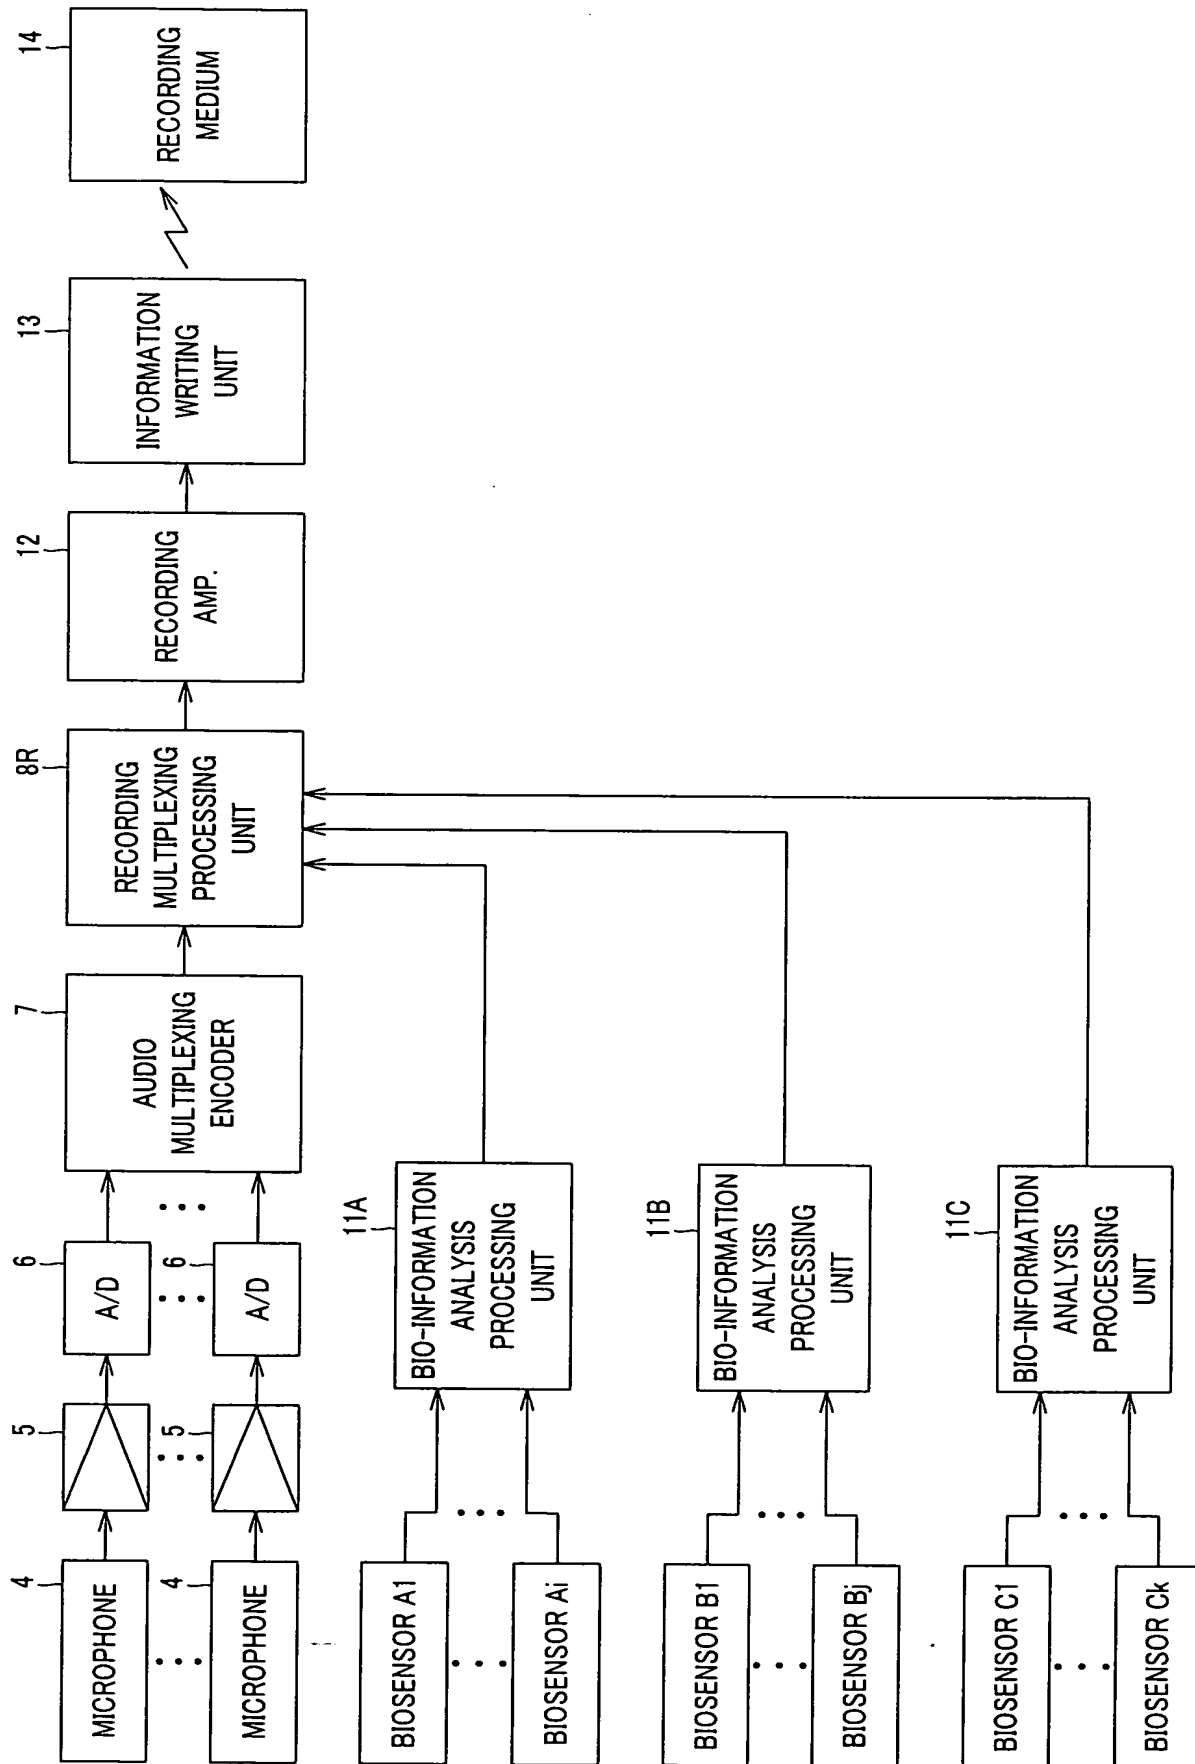 4
MICROPHONE
4
MICROPHONE
5
5
6
A/D
6
A/D
7
AUDIO
MULTIPLEXING
ENCODER
8R
RECORDING
MULTIPLEXING
PROCESSING
UNIT
12
RECORDING
AMP.
13
INFORMATION
WRITING
UNIT
14
RECORDING
MEDIUM
BIOSENSOR A1
BIOSENSOR Ai
11A
BIO-INFORMATION
ANALYSIS
PROCESSING
UNIT
BIOSENSOR B1
BIOSENSOR Bj
11B
BIO-INFORMATION
ANALYSIS
PROCESSING
UNIT
BIOSENSOR C1
BIOSENSOR Ck
11C
BIO-INFORMATION
ANALYSIS
PROCESSING
UNIT